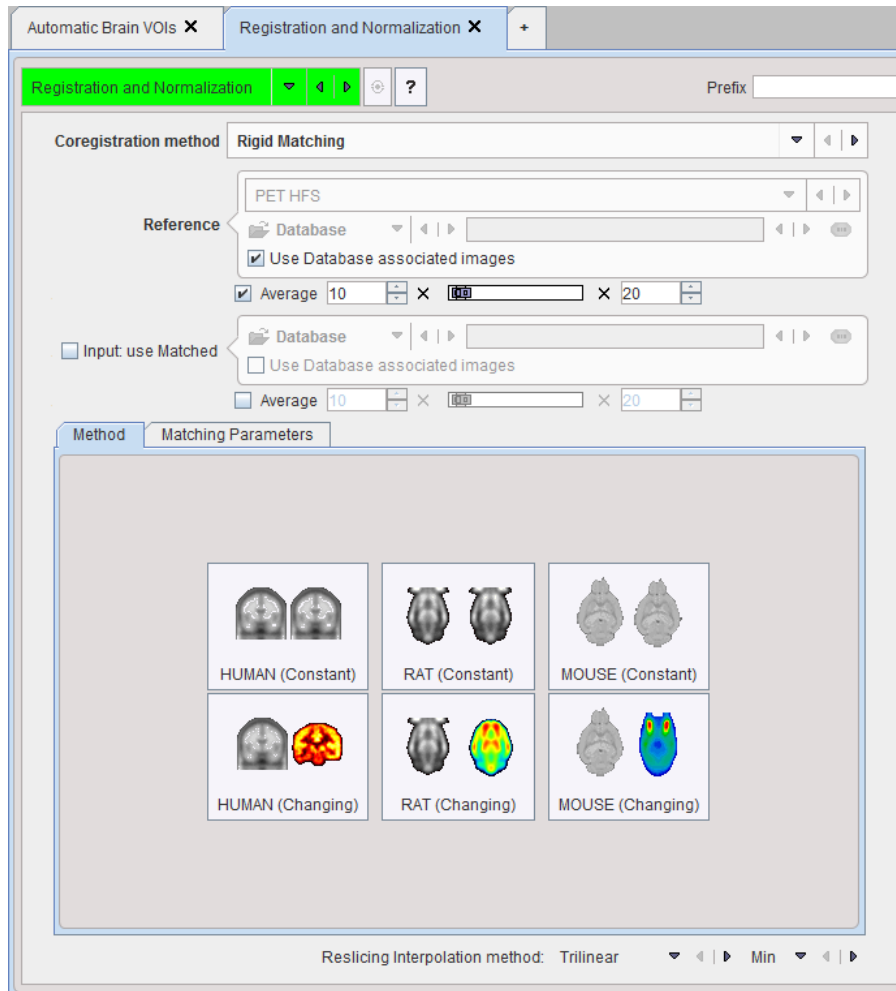 Automatic Brain VOIs ✕ Registration and Normalization ✕ +
Registration and Normalization ? Prefix
Coregistration method Rigid Matching
PET HFS
Reference
Database
Use Database associated images
Average 10 × × 20
Input: use Matched
Database
Use Database associated images
Average 10 × × 20
Method Matching Parameters
HUMAN (Constant) RAT (Constant) MOUSE (Constant)
HUMAN (Changing) RAT (Changing) MOUSE (Changing)
Reslicing Interpolation method: Trilinear Min